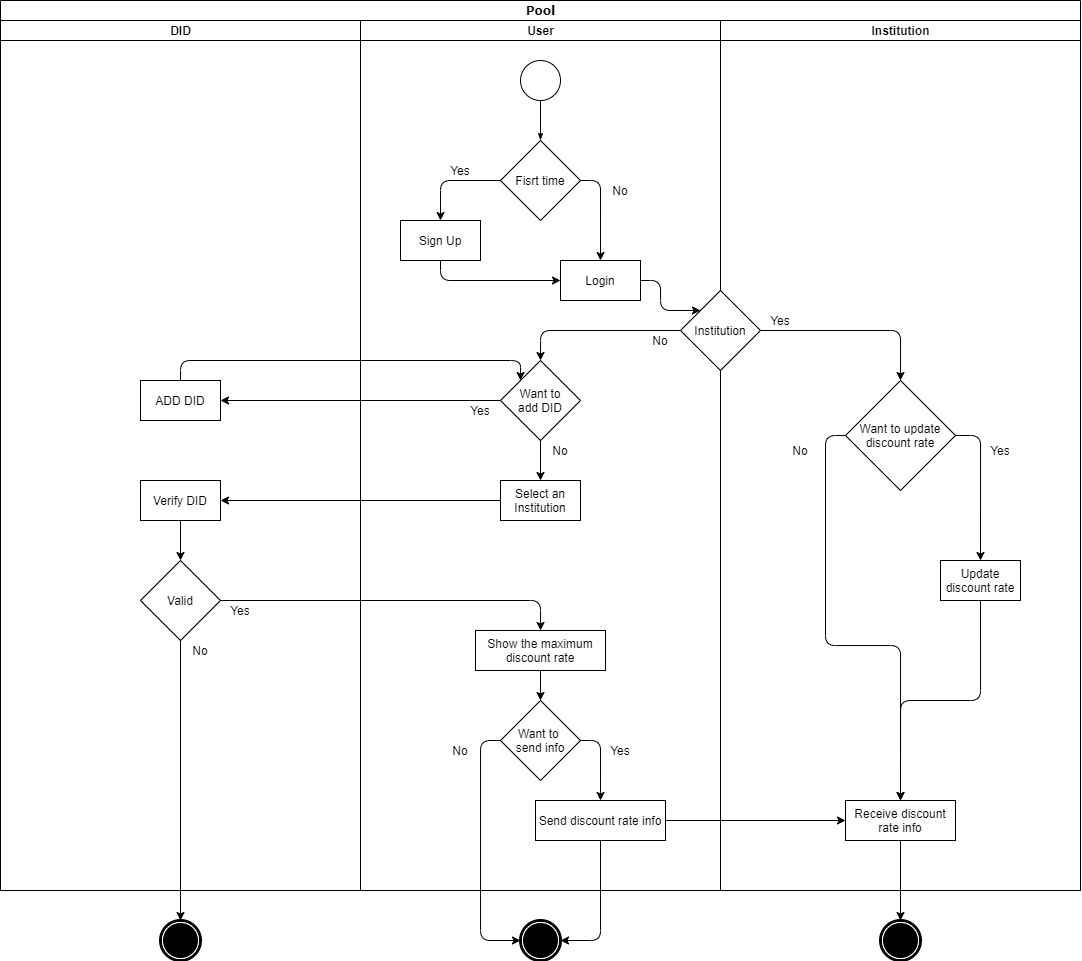 Pool
DID
User
Institution
Fisrt time
Yes
No
Sign Up
Login
Institution
Yes
No
Want to
add DID
Yes
No
ADD DID
Want to update
discount rate
No
Yes
Select an
Institution
Verify DID
Valid
Yes
No
Update
discount rate
Show the maximum
discount rate
Want to
send info
No
Yes
Send discount rate info
Receive discount
rate info